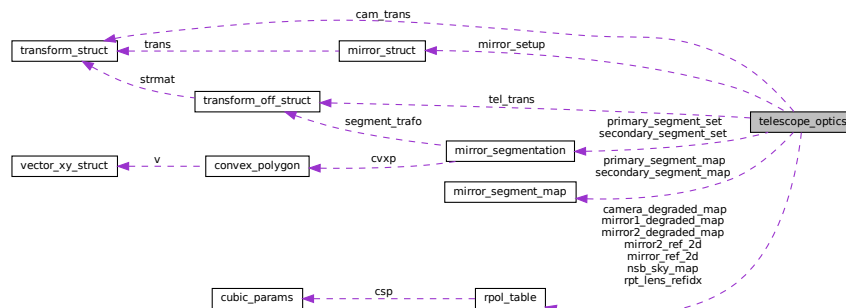 cam_trans
transform_struct
trans
mirror_struct
mirror_setup
strmat
transform_off_struct
tel_trans
telescope_optics
segment_trafo
primary_segment_set
secondary_segment_set
mirror_segmentation
vector_xy_struct
v
convex_polygon
cvxp
primary_segment_map
secondary_segment_map
mirror_segment_map
camera_degraded_map
mirror1_degraded_map
mirror2_degraded_map
mirror2_ref_2d
mirror_ref_2d
nsb_sky_map
rpt_lens_refidx
cubic_params
csp
rpol_table